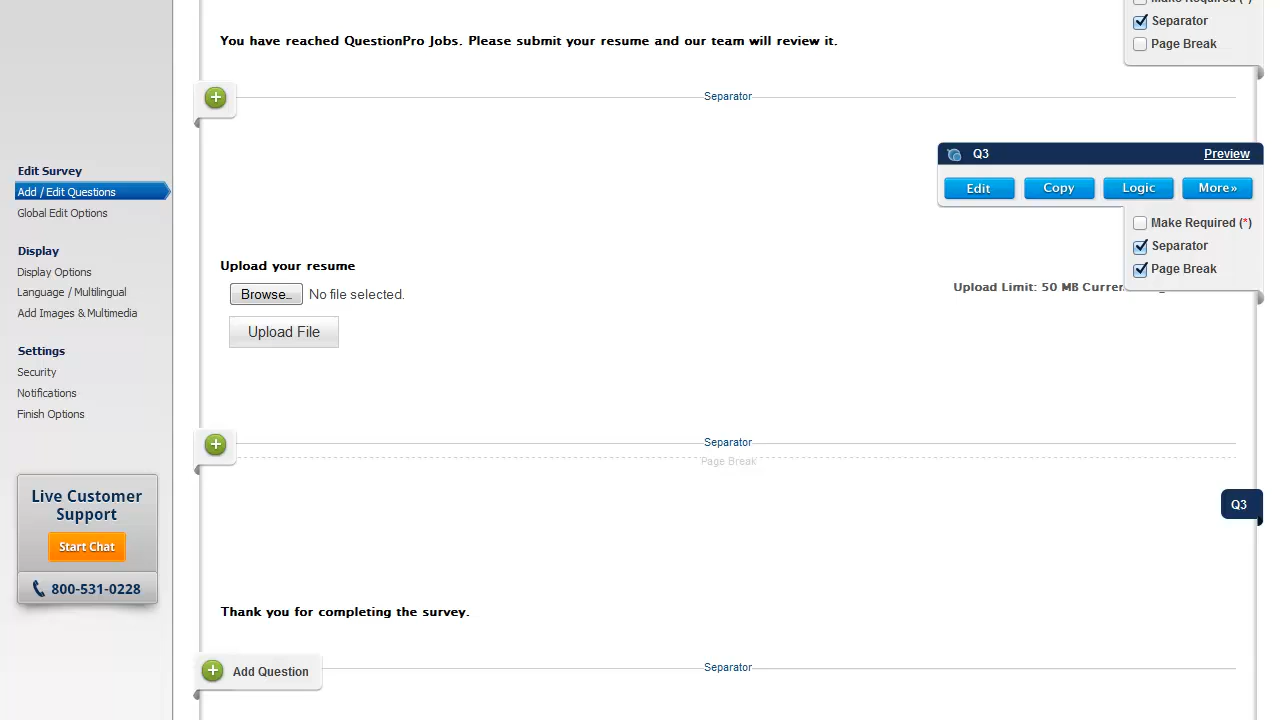 Separator
Page Break
You have reached QuestionPro Jobs. Please submit your resume and our team will review it.
Separator
Edit Survey
Add / Edit Questions
Global Edit Options
Display
Display Options
Language / Multilingual
Add Images & Multimedia
Settings
Security
Notifications
Finish Options
Live Customer
Support
Start Chat
800-531-0228
Q3
Preview
Edit
Copy
Logic
More»
Make Required (*)
Separator
Page Break
Upload your resume
Browse… No file selected.
Upload Limit: 50 MB
Upload File
Separator
Page Break
Q3
Thank you for completing the survey.
Add Question
Separator